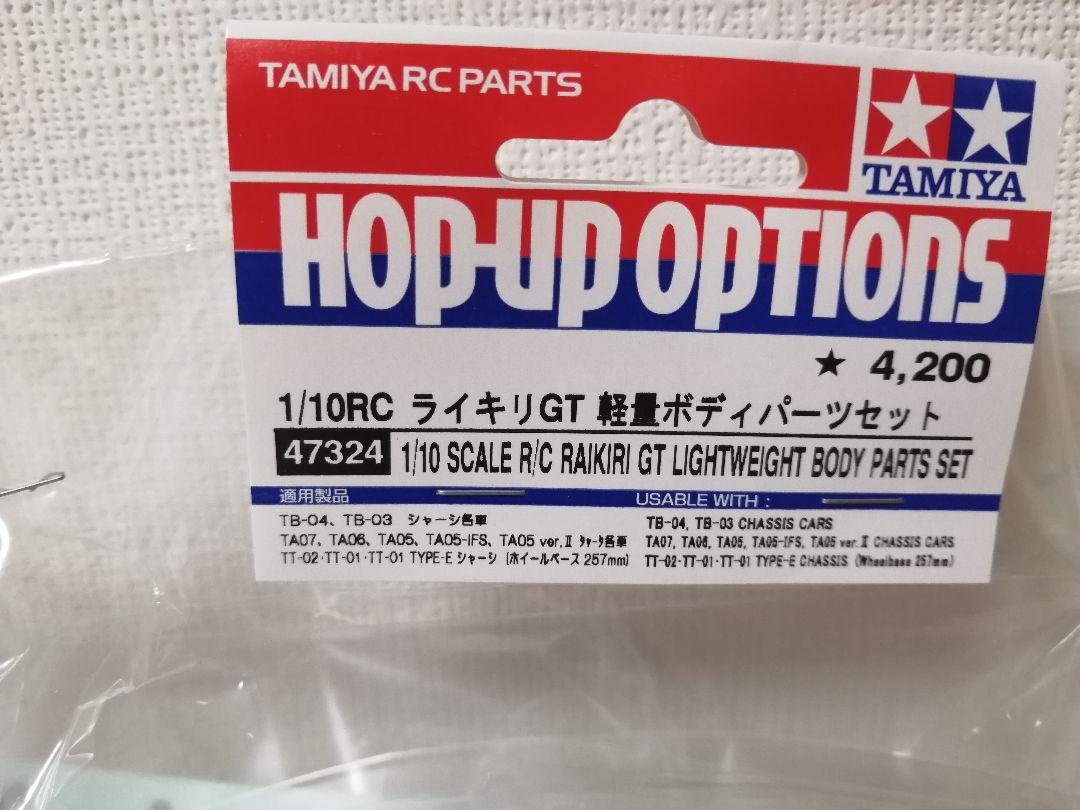 TAMIYA RC PARTS
TAMIYA
HOP-UP OPTIONS
★ 4,200
1/10RC ライキリGT 軽量ボディパーツセット
47324 1/10 SCALE R/C RAIKIRI GT LIGHTWEIGHT BODY PARTS SET
適用製品 USABLE WITH :
TB-04、TB-03 シャーシ各車 TB-04, TB-03 CHASSIS CARS
TA07、TA06、TA05、TA05-IFS、TA05 ver.Ⅱ シャーシ各車 TA07, TA06, TA05, TA05-IFS, TA05 ver.Ⅱ CHASSIS CARS
TT-02・TT-01・TT-01 TYPE-E シャーシ (ホイールベース 257mm) TT-02・TT-01・TT-01 TYPE-E CHASSIS (Wheelbase 257mm)